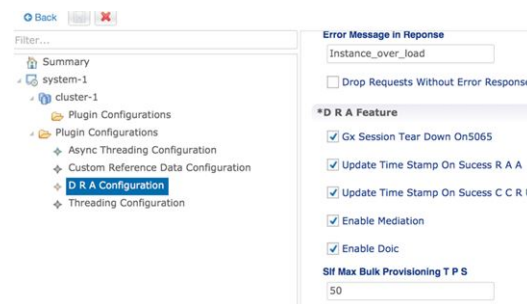 Back
Filter...
Summary
system-1
cluster-1
Plugin Configurations
Plugin Configurations
Async Threading Configuration
Custom Reference Data Configuration
D R A Configuration
Threading Configuration
Error Message in Reponse
Instance_over_load
Drop Requests Without Error Response
*D R A Feature
Gx Session Tear Down On5065
Update Time Stamp On Sucess R A A
Update Time Stamp On Sucess C C R
Enable Mediation
Enable Doic
Slf Max Bulk Provisioning T P S
50